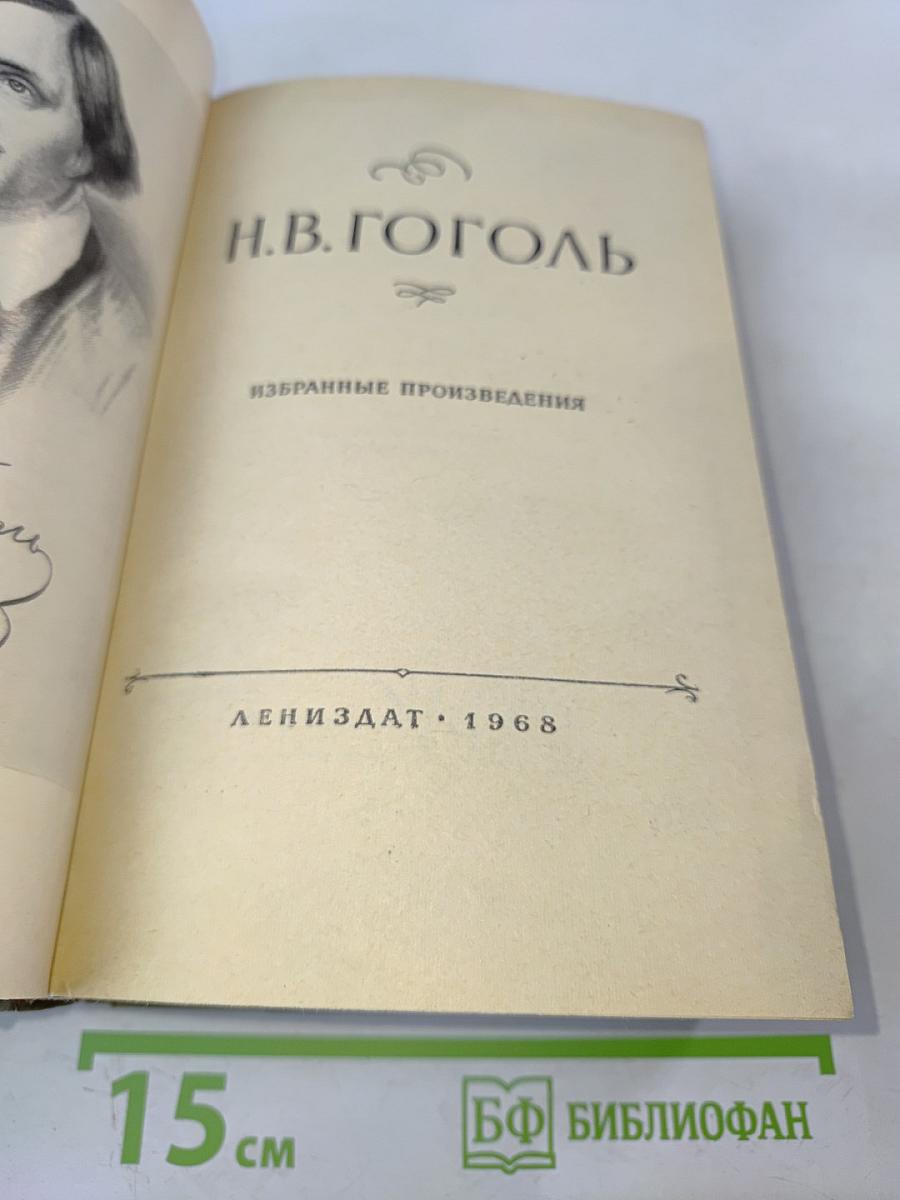 Н. В. ГОГОЛЬ
ИЗБРАННЫЕ ПРОИЗВЕДЕНИЯ
ЛЕНИЗДАТ • 1968
15 см
БФ БИБЛИОФАН